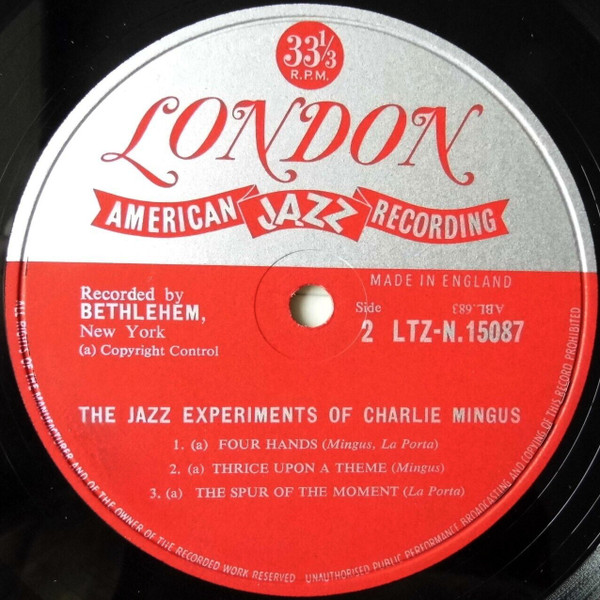 33⅓
R.P.M.
LONDON
AMERICAN JAZZ RECORDING
MADE IN ENGLAND
Recorded by
BETHLEHEM,
New York
(a) Copyright Control
ABL.683
Side
2 LTZ-N.15087
THE JAZZ EXPERIMENTS OF CHARLIE MINGUS
1. (a) FOUR HANDS (Mingus, La Porta)
2. (a) THRICE UPON A THEME (Mingus)
3. (a) THE SPUR OF THE MOMENT (La Porta)
ALL RIGHTS OF THE MANUFACTURER AND OF THE OWNER OF THE RECORDED WORK RESERVED UNAUTHORISED PUBLIC PERFORMANCE BROADCASTING AND COPYING OF THIS RECORD PROHIBITED